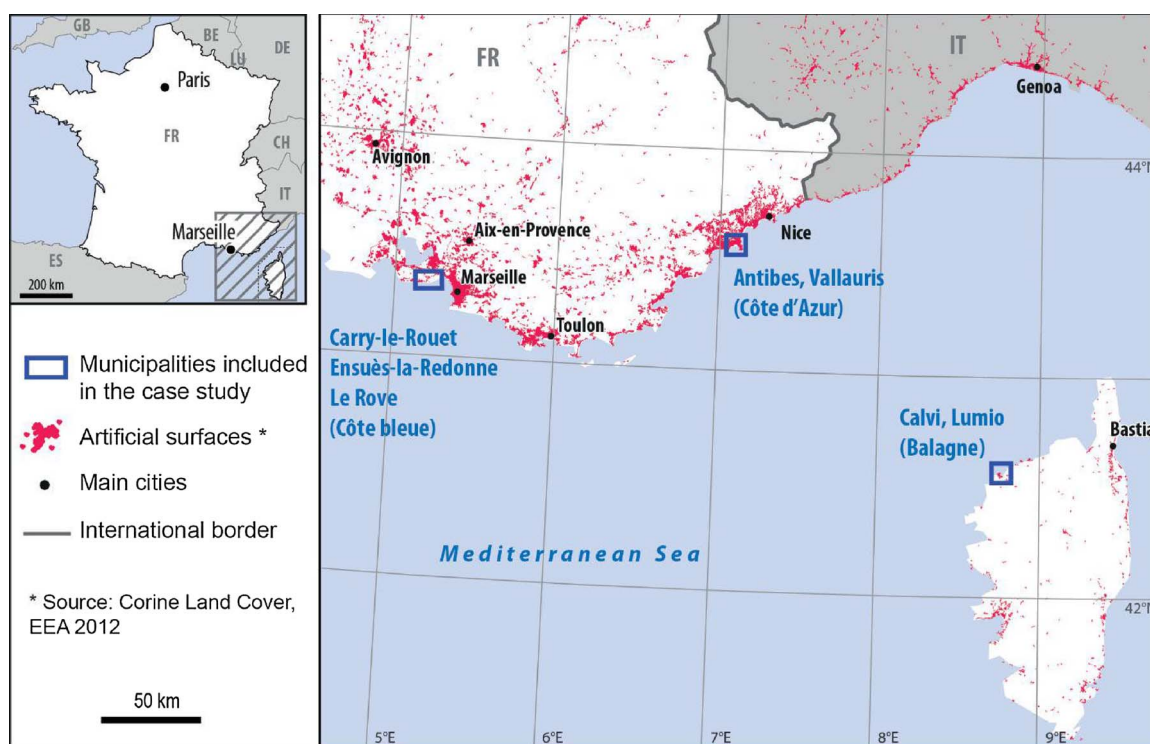 GB
BE
LU
DE
Paris
FR
CH
IT
Marseille
ES
200 km
Municipalities included
in the case study
Artificial surfaces *
Main cities
International border
* Source: Corine Land Cover,
EEA 2012
50 km
FR
IT
Genoa
Avignon
44°N
Aix-en-Provence
Nice
Marseille
Antibes, Vallauris
(Côte d'Azur)
Toulon
Carry-le-Rouet
Ensuès-la-Redonne
Le Rove
(Côte bleue)
Calvi, Lumio
(Balagne)
Bastia
Mediterranean Sea
42°N
5°E
6°E
7°E
8°E
9°E